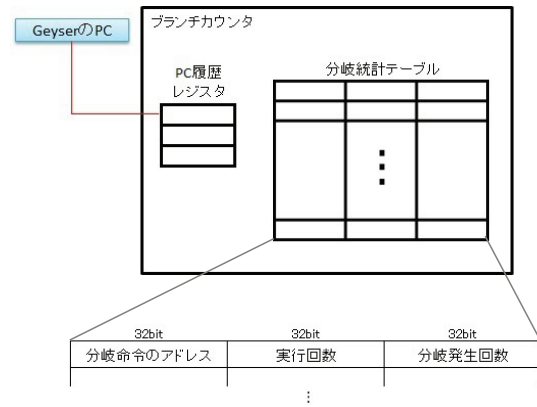 GeyserのPC
ブランチカウンタ
PC履歴
レジスタ
分岐統計テーブル
32bit
32bit
32bit
分岐命令のアドレス
実行回数
分岐発生回数